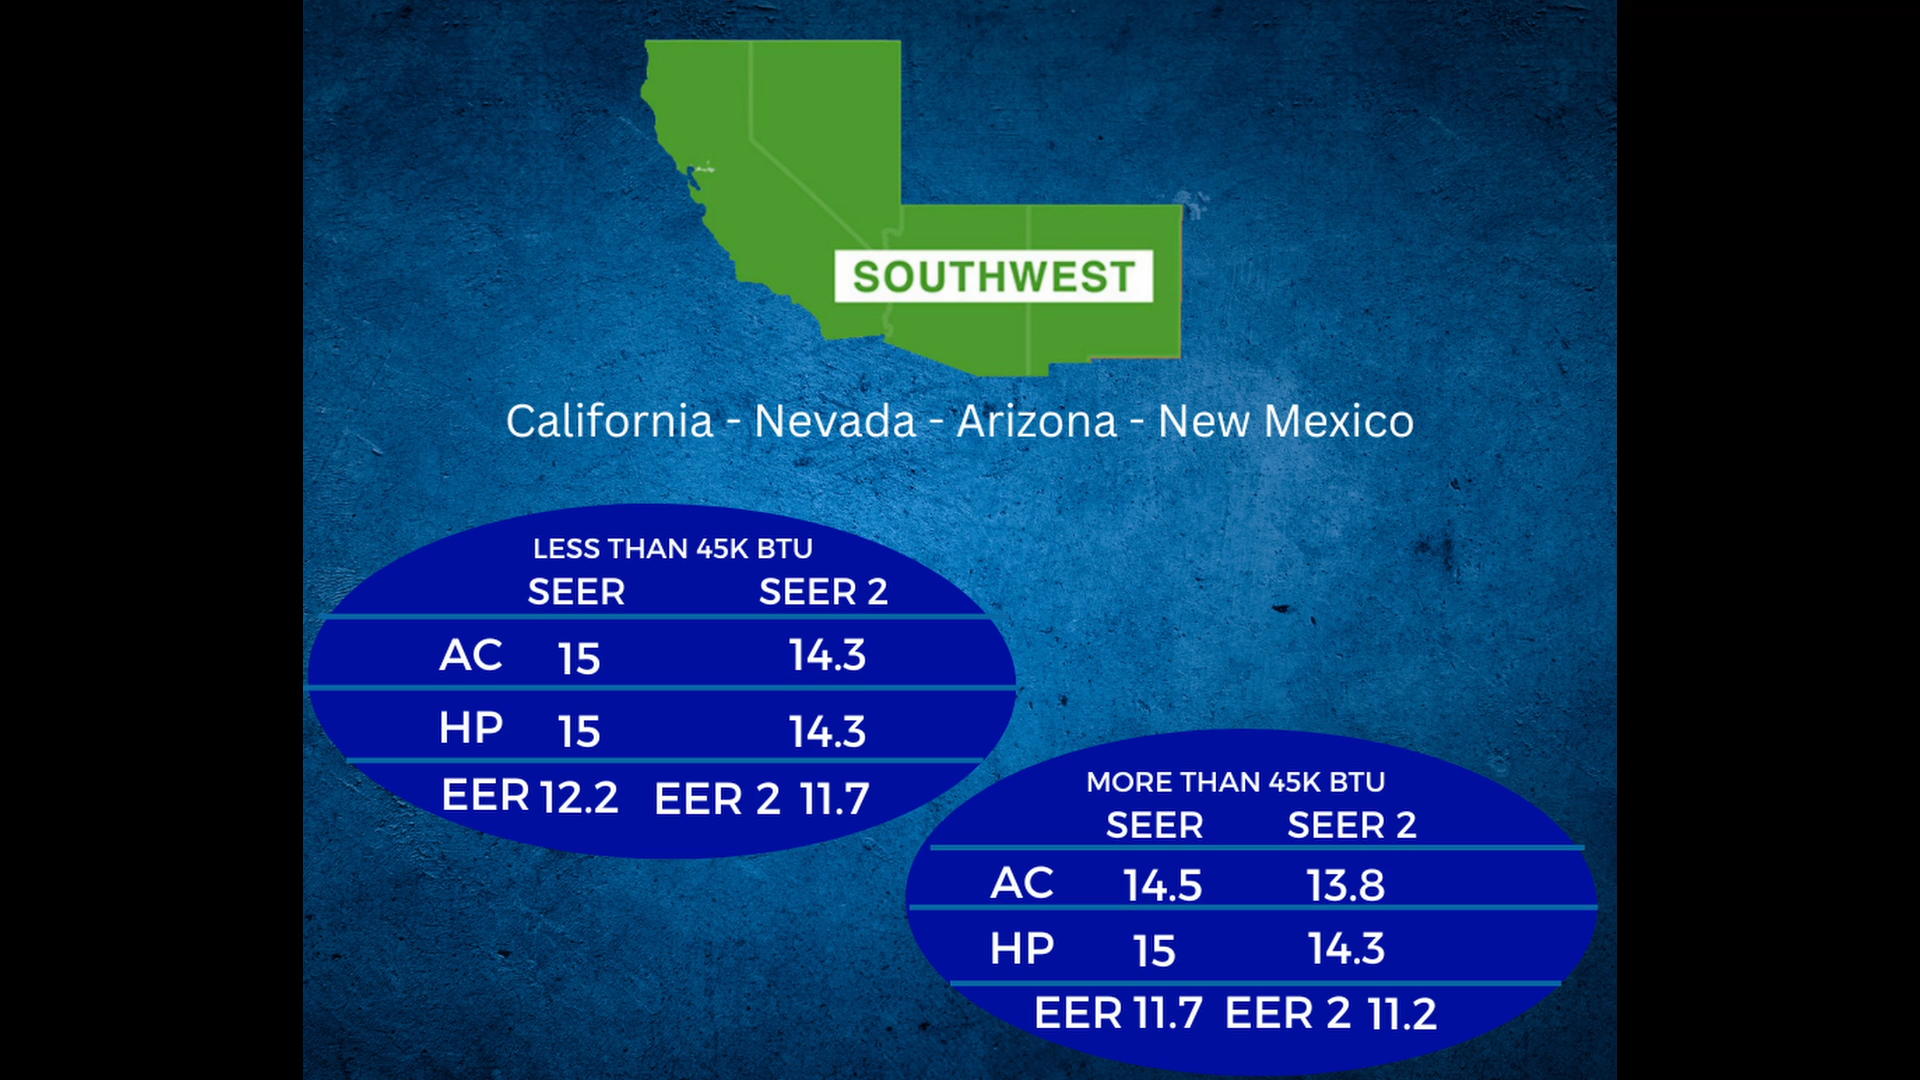 SOUTHWEST
California - Nevada - Arizona - New Mexico
LESS THAN 45K BTU
SEER SEER 2
AC 15 14.3
HP 15 14.3
EER 12.2 EER 2 11.7
MORE THAN 45K BTU
SEER SEER 2
AC 14.5 13.8
HP 15 14.3
EER 11.7 EER 2 11.2